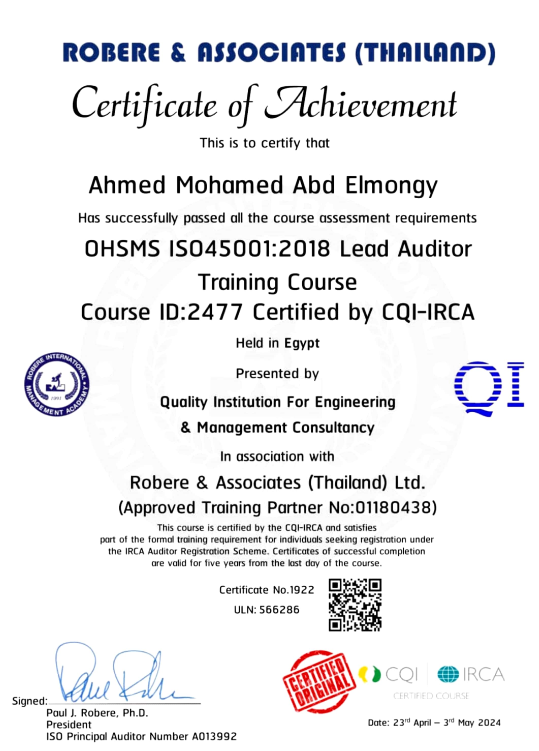 ROBERE & ASSOCIATES (THAILAND)
Certificate of Achievement
This is to certify that
Ahmed Mohamed Abd Elmongy
Has successfully passed all the course assessment requirements
OHSMS ISO45001:2018 Lead Auditor
Training Course
Course ID:2477 Certified by CQI-IRCA
Held in Egypt
Presented by
ROBERE INTERNATIONAL
MANAGEMENT ACADEMY
QI
Quality Institution For Engineering
& Management Consultancy
In association with
Robere & Associates (Thailand) Ltd.
(Approved Training Partner No:01180438)
This course is certified by the CQI-IRCA and satisfies
part of the formal training requirement for individuals seeking registration under
the IRCA Auditor Registration Scheme. Certificates of successful completion
are valid for five years from the last day of the course.
Certificate No.1922
ULN: 566286
CERTIFIED
ORIGINAL
CQI IRCA
CERTIFIED COURSE
Signed:
Paul J. Robere, Ph.D.
President
ISO Principal Auditor Number A013992
Date: 23rd April – 3rd May 2024